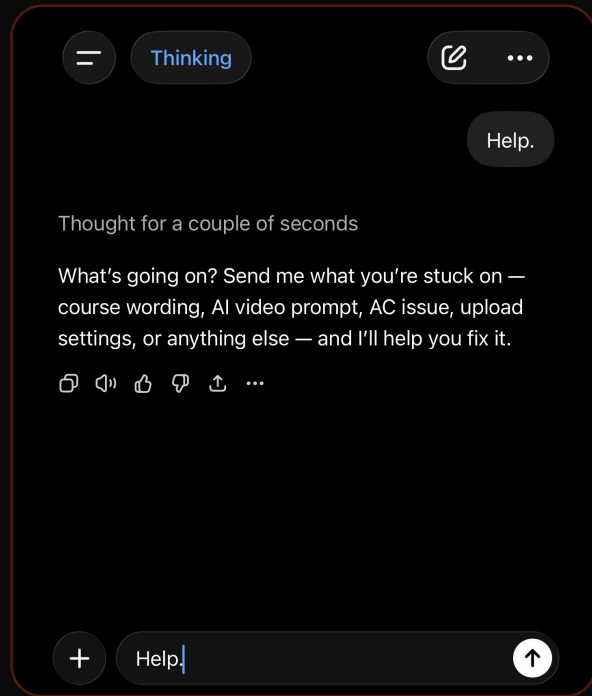 Thinking
Help.
Thought for a couple of seconds
What’s going on? Send me what you’re stuck on —
course wording, AI video prompt, AC issue, upload
settings, or anything else — and I’ll help you fix it.
Help.